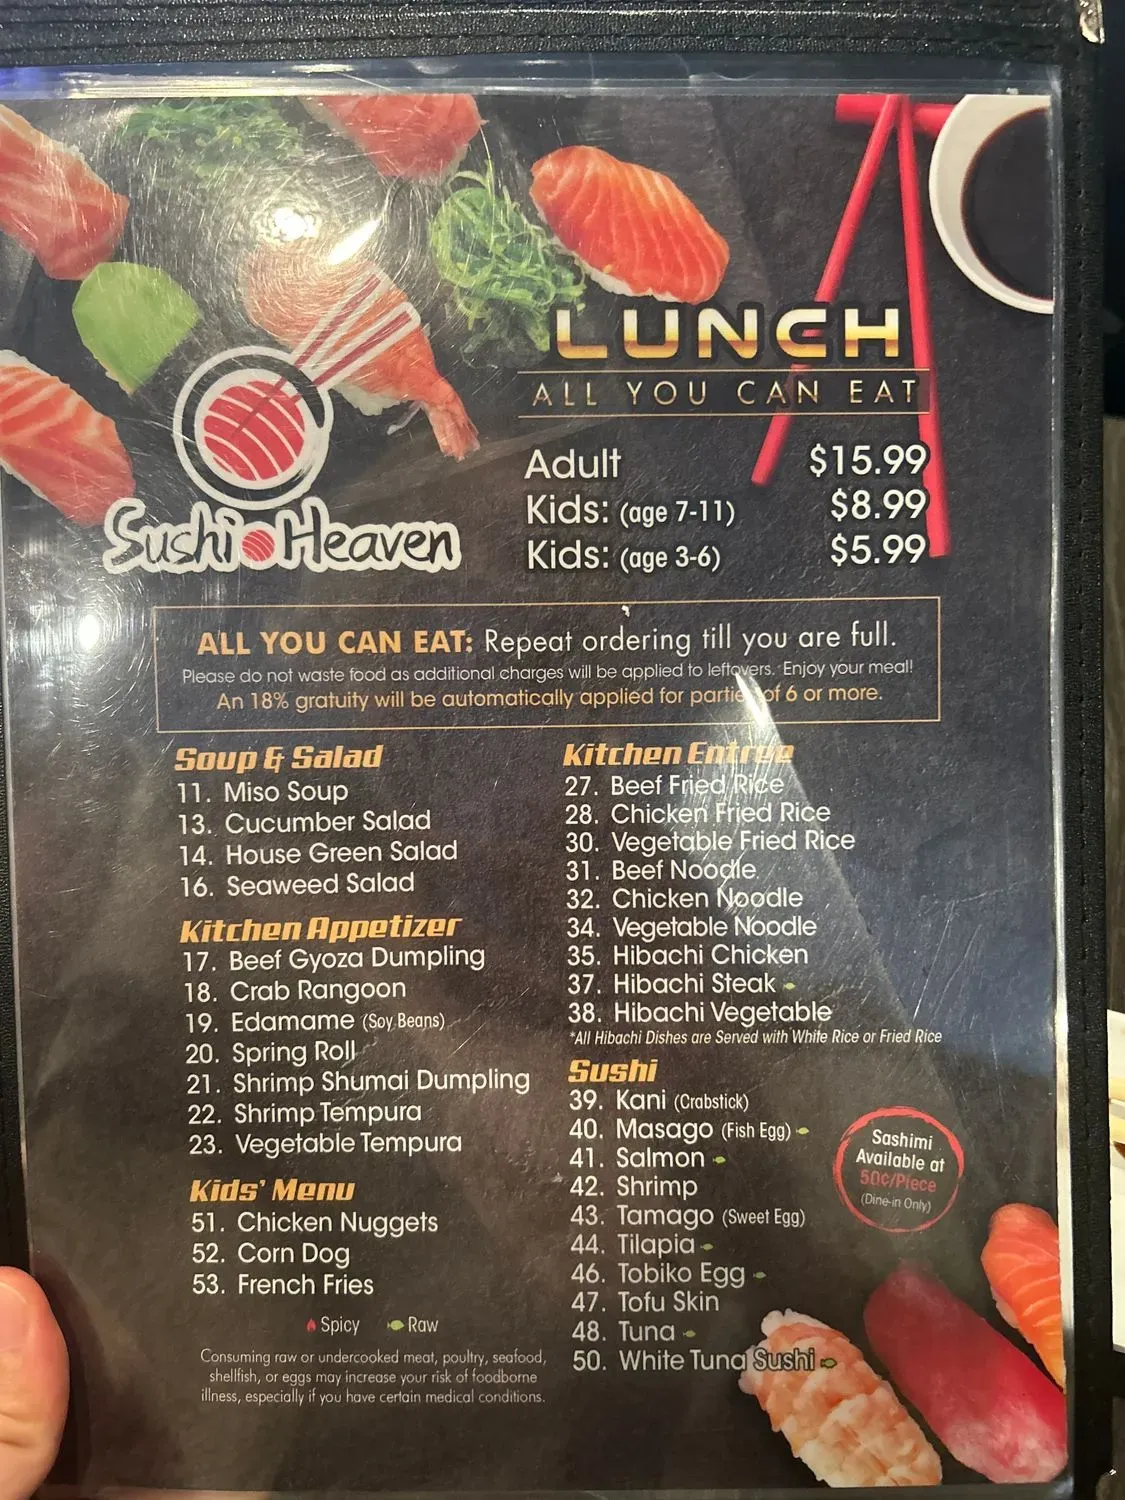 LUNCH
ALL YOU CAN EAT
Adult $15.99
Kids: (age 7-11) $8.99
Kids: (age 3-6) $5.99
Sushi Heaven
ALL YOU CAN EAT: Repeat ordering till you are full.
Please do not waste food as additional charges will be applied to leftovers. Enjoy your meal!
An 18% gratuity will be automatically applied for parties of 6 or more.
Soup & Salad
11. Miso Soup
13. Cucumber Salad
14. House Green Salad
16. Seaweed Salad
Kitchen Appetizer
17. Beef Gyoza Dumpling
18. Crab Rangoon
19. Edamame (Soy Beans)
20. Spring Roll
21. Shrimp Shumai Dumpling
22. Shrimp Tempura
23. Vegetable Tempura
Kids' Menu
51. Chicken Nuggets
52. Corn Dog
53. French Fries
Spicy Raw
Consuming raw or undercooked meat, poultry, seafood,
shellfish, or eggs may increase your risk of foodborne
illness, especially if you have certain medical conditions.
Kitchen Entree
27. Beef Fried Rice
28. Chicken Fried Rice
30. Vegetable Fried Rice
31. Beef Noodle
32. Chicken Noodle
34. Vegetable Noodle
35. Hibachi Chicken
37. Hibachi Steak
38. Hibachi Vegetable
*All Hibachi Dishes are Served with White Rice or Fried Rice
Sushi
39. Kani (Crabstick)
40. Masago (Fish Egg)
41. Salmon
42. Shrimp
43. Tamago (Sweet Egg)
44. Tilapia
46. Tobiko Egg
47. Tofu Skin
48. Tuna
50. White Tuna Sushi
Sashimi
Available at
50¢/Piece
(Dine-in Only)